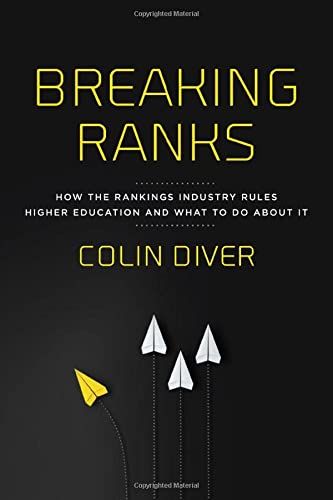 Copyrighted Material
BREAKING
RANKS
HOW THE RANKINGS INDUSTRY RULES
HIGHER EDUCATION AND WHAT TO DO ABOUT IT
COLIN DIVER
Copyrighted Material